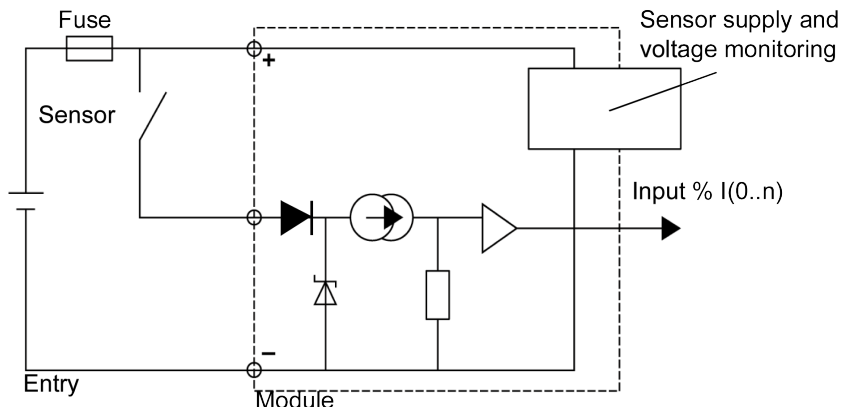 Fuse
Sensor supply and
voltage monitoring
+
Sensor
Input % I(0..n)
–
Entry
Module